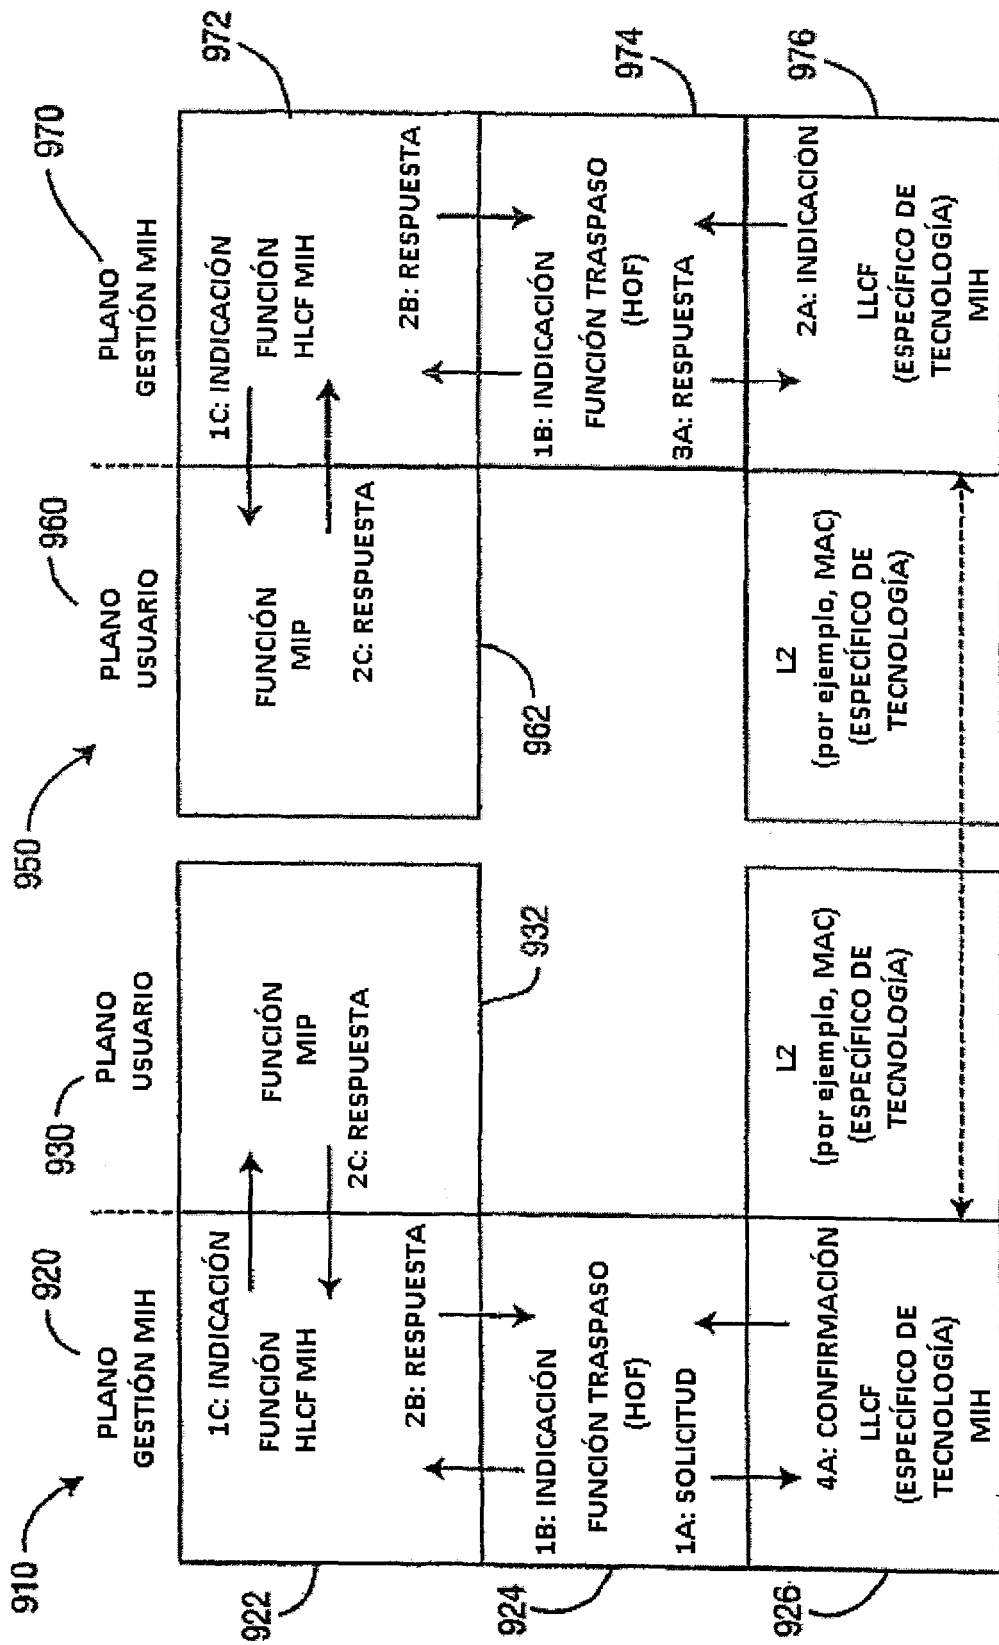 910
920
PLANO
GESTIÓN MIH
930
PLANO
USUARIO
950
960
PLANO
USUARIO
970
PLANO
GESTIÓN MIH
922
1C: INDICACIÓN
FUNCIÓN
HLCF MIH
2B: RESPUESTA
FUNCIÓN
MIP
2C: RESPUESTA
932
FUNCIÓN
MIP
2C: RESPUESTA
962
1C: INDICACIÓN
FUNCIÓN
HLCF MIH
2B: RESPUESTA
972
924
1B: INDICACIÓN
FUNCIÓN TRASPASO
(HOF)
1A: SOLICITUD
1B: INDICACIÓN
FUNCIÓN TRASPASO
(HOF)
3A: RESPUESTA
974
926
4A: CONFIRMACIÓN
LLCF
(ESPECÍFICO DE
TECNOLOGÍA)
MIH
L2
(por ejemplo, MAC)
(ESPECÍFICO DE
TECNOLOGÍA)
L2
(por ejemplo, MAC)
(ESPECÍFICO DE
TECNOLOGÍA)
2A: INDICACIÓN
LLCF
(ESPECÍFICO DE
TECNOLOGÍA)
MIH
976